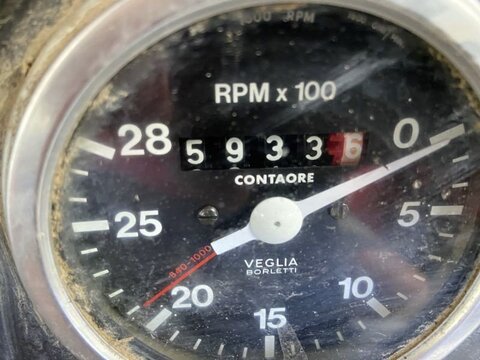 RPM x 100
28 5 9 3 3 6 0
CONTAORE
25 5
VEGLIA
BORLETTI
20 10
15